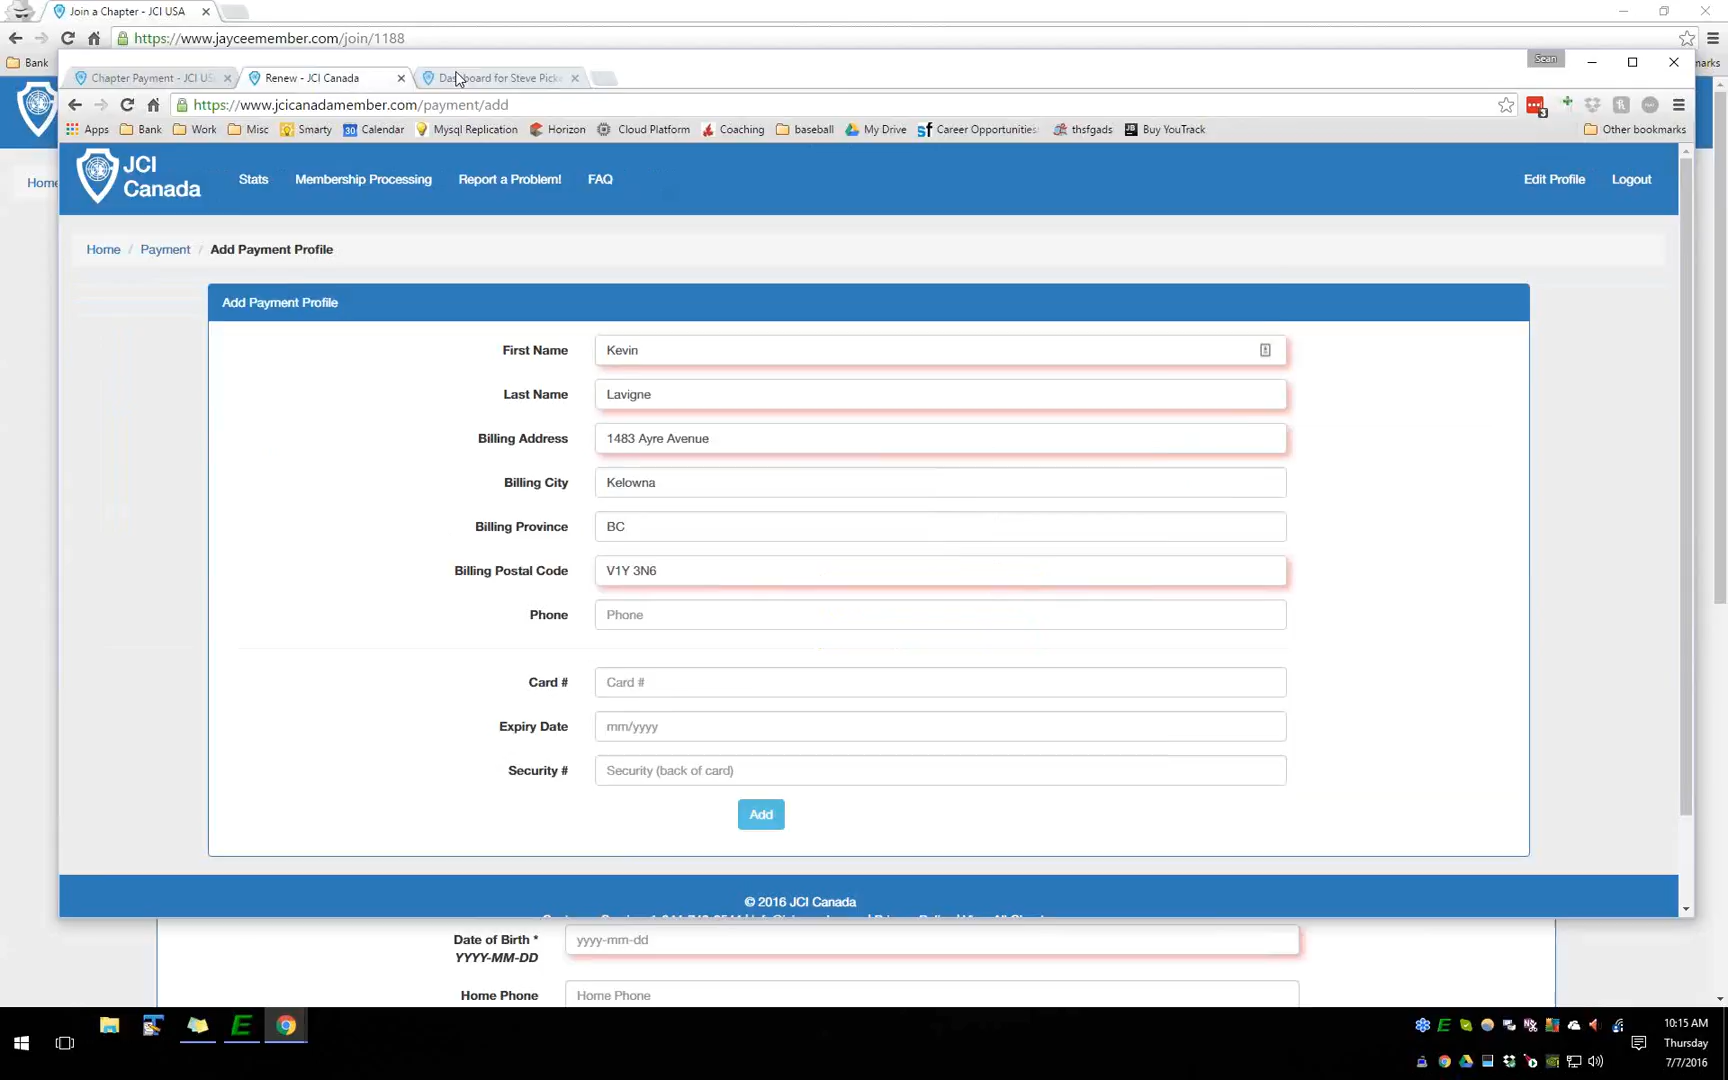 Join a Chapter - JCI USA
https://www.jayceemember.com/join/1188
Bank
Sean
Chapter Payment - JCI US
Renew - JCI Canada
Dashboard for Steve Picke
https://www.jcicanadamember.com/payment/add
Apps Bank Work Misc Smarty Calendar Mysql Replication Horizon Cloud Platform Coaching baseball My Drive Career Opportunities thsfgads Buy YouTrack Other bookmarks
JCI Canada
Stats Membership Processing Report a Problem! FAQ Edit Profile Logout
Home
Home / Payment / Add Payment Profile
Add Payment Profile
First Name Kevin
Last Name Lavigne
Billing Address 1483 Ayre Avenue
Billing City Kelowna
Billing Province BC
Billing Postal Code V1Y 3N6
Phone Phone
Card # Card #
Expiry Date mm/yyyy
Security # Security (back of card)
Add
© 2016 JCI Canada
Date of Birth * yyyy-mm-dd
YYYY-MM-DD
Home Phone Home Phone
10:15 AM
Thursday
7/7/2016